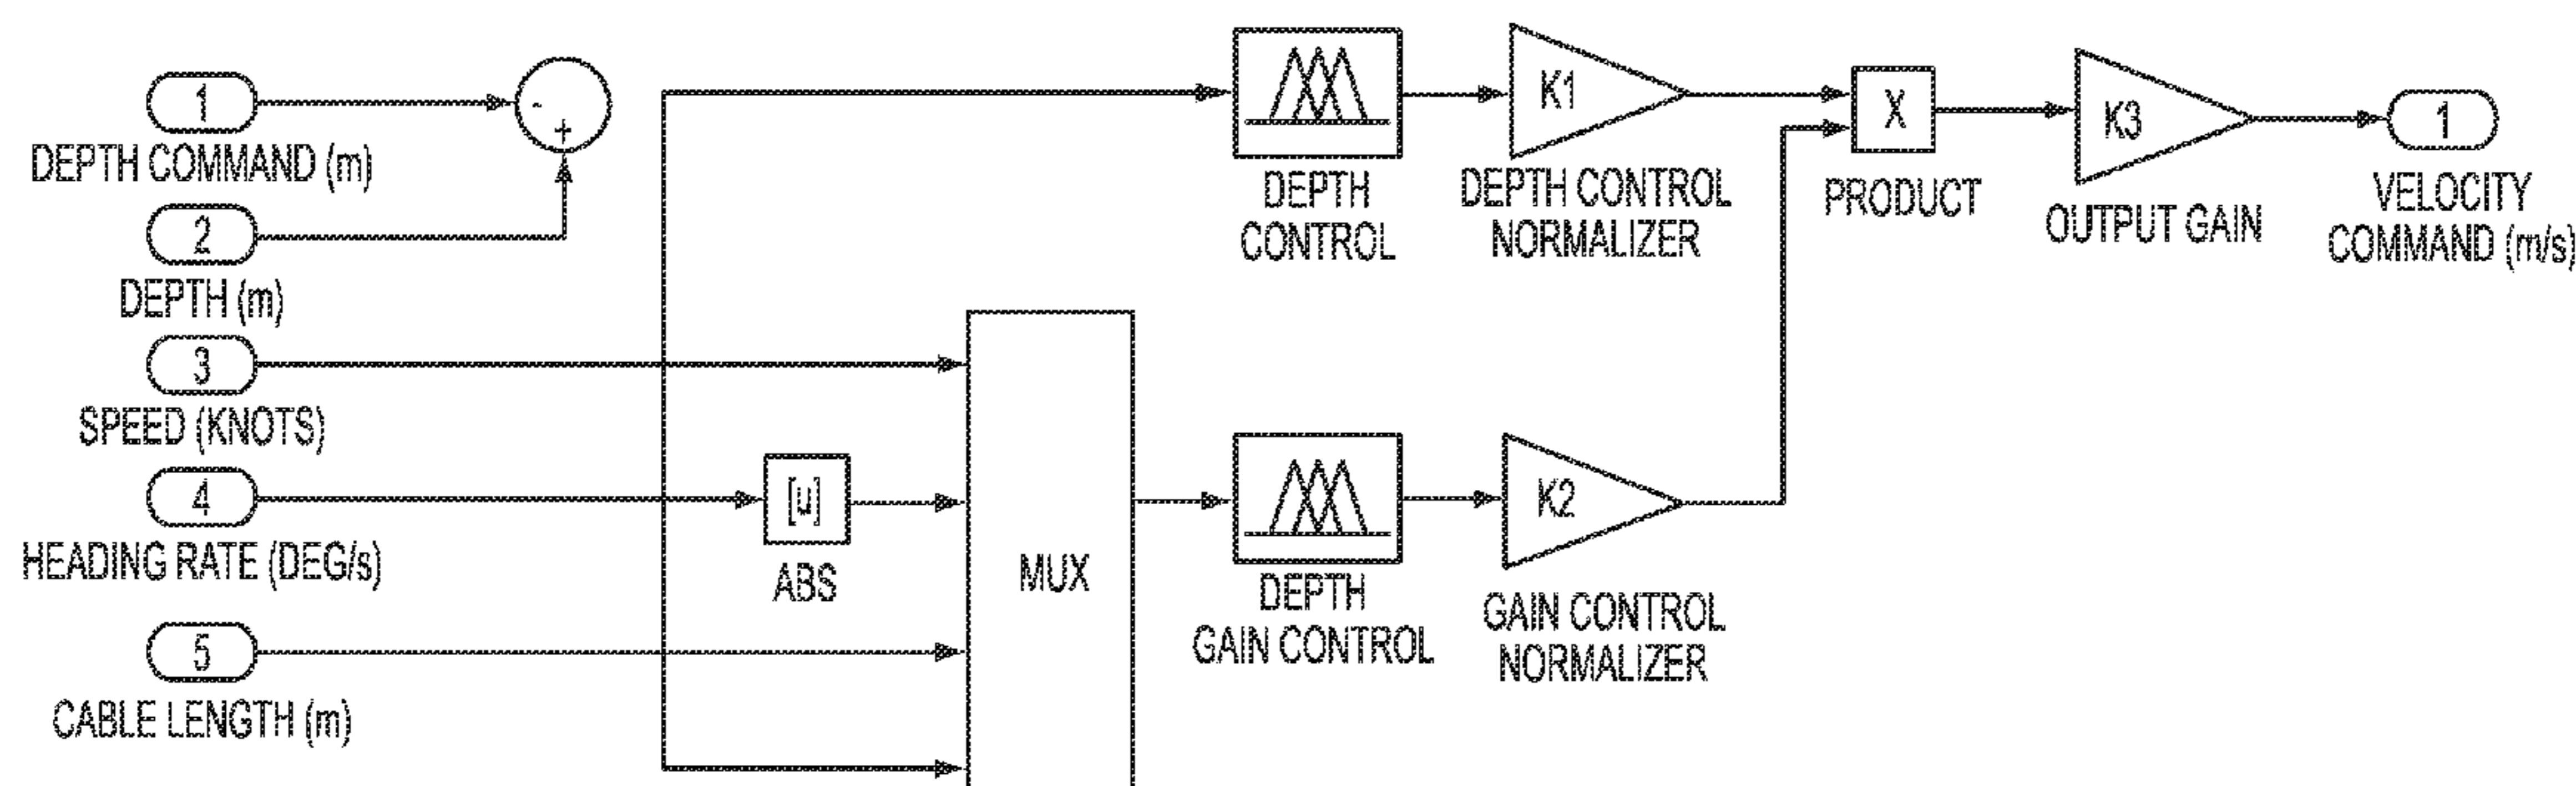 1
DEPTH COMMAND (m)
-
+
2
DEPTH (m)
3
SPEED (KNOTS)
4
HEADING RATE (DEG/s)
5
CABLE LENGTH (m)
[u]
ABS
MUX
DEPTH
CONTROL
K1
DEPTH CONTROL
NORMALIZER
DEPTH
GAIN CONTROL
K2
GAIN CONTROL
NORMALIZER
X
PRODUCT
K3
OUTPUT GAIN
1
VELOCITY
COMMAND (m/s)